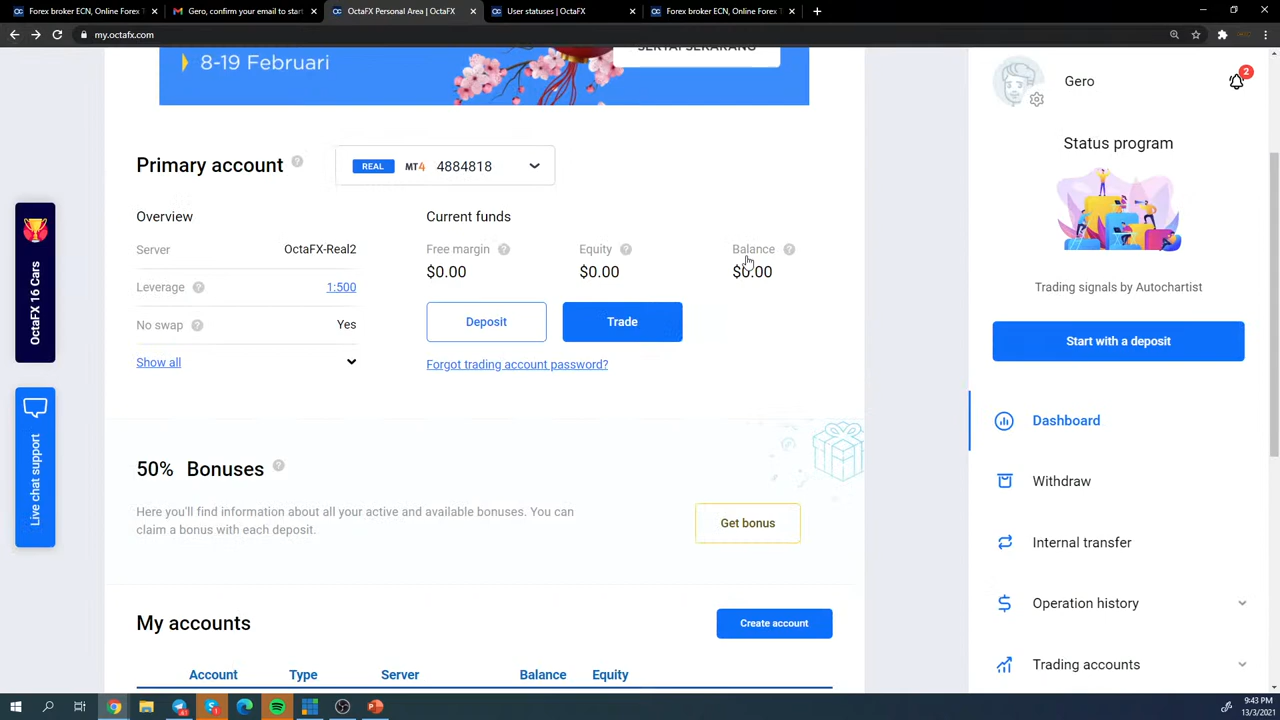 Forex broker ECN, Online Forex T
Gero, confirm your email to start
OctaFX Personal Area | OctaFX
User statuses | OctaFX
Forex broker ECN, Online Forex T
my.octafx.com
8-19 Februari
SERTAI SEKARANG
Gero
2
Status program
Trading signals by Autochartist
Start with a deposit
Dashboard
Withdraw
Internal transfer
Operation history
Trading accounts
OctaFX 16 Cars
Live chat support
Primary account
REAL MT4 4884818
Overview
Server OctaFX-Real2
Leverage 1:500
No swap Yes
Show all
Current funds
Free margin Equity Balance
$0.00 $0.00 $0.00
Deposit Trade
Forgot trading account password?
50% Bonuses
Here you'll find information about all your active and available bonuses. You can
claim a bonus with each deposit.
Get bonus
My accounts
Create account
Account Type Server Balance Equity
9:43 PM
13/3/2021